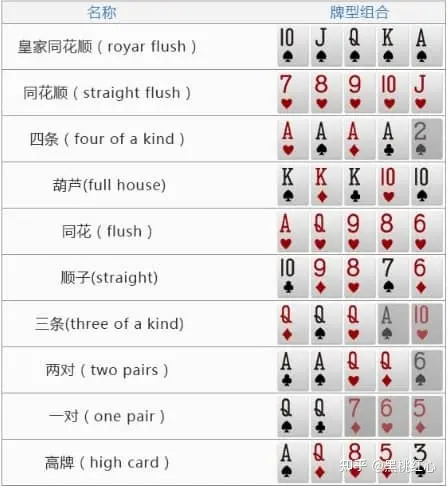 名称 牌型组合
皇家同花顺 ( royar flush ) 10 J Q K A
同花顺 ( straight flush ) 7 8 9 10 J
四条 ( four of a kind ) A A A A 2
葫芦(full house) K K K 10 10
同花 ( flush ) A Q 9 8 6
顺子(straight) 10 9 8 7 6
三条(three of a kind) Q Q Q A 10
两对 ( two pairs ) A A Q Q 6
一对 ( one pair ) Q Q 7 6 5
高牌 ( high card ) A Q 8 5 3
知乎 @黑桃红心